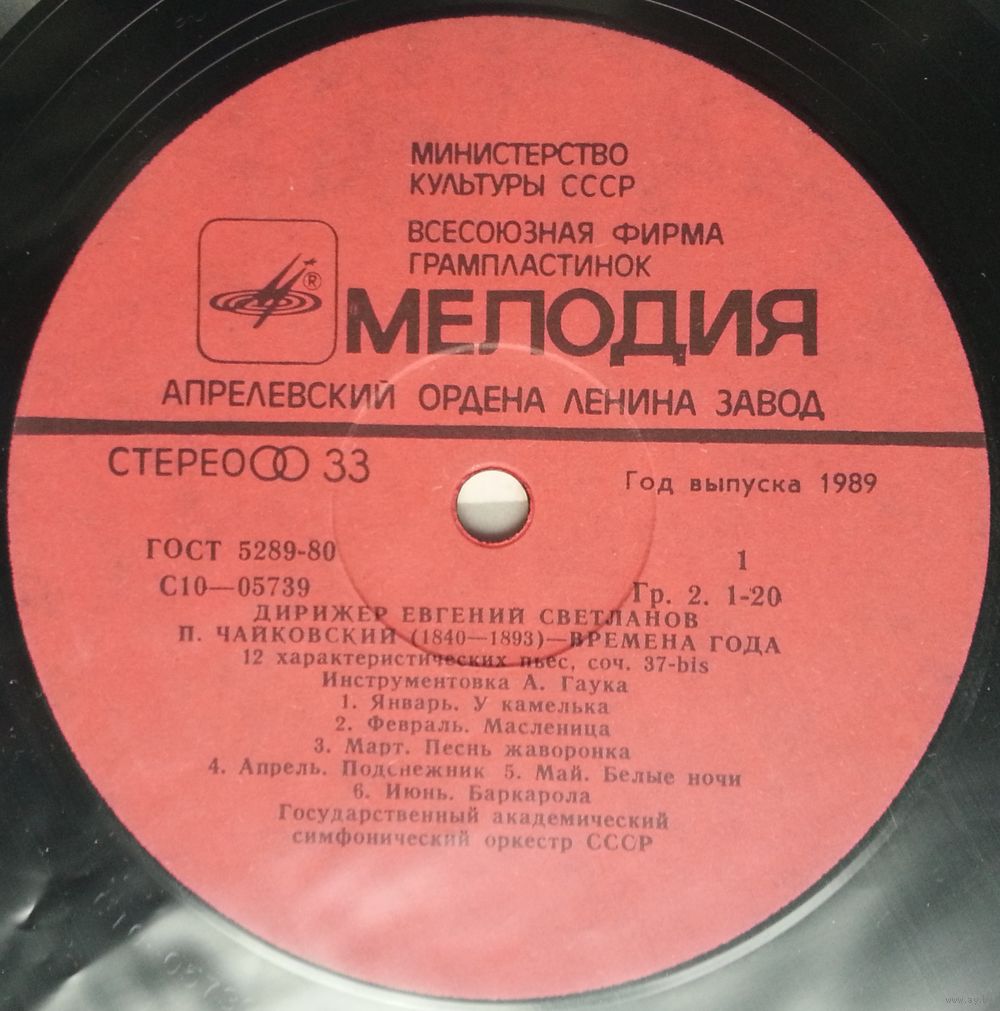 МИНИСТЕРСТВО
КУЛЬТУРЫ СССР
ВСЕСОЮЗНАЯ ФИРМА
ГРАМПЛАСТИНОК
®
МЕЛОДИЯ
АПРЕЛЕВСКИЙ ОРДЕНА ЛЕНИНА ЗАВОД
СТЕРЕО 33
Год выпуска 1989
ГОСТ 5289-80
1
С10—05739
Гр. 2. 1-20
ДИРИЖЕР ЕВГЕНИЙ СВЕТЛАНОВ
П. ЧАЙКОВСКИЙ (1840—1893)—ВРЕМЕНА ГОДА
12 характеристических пьес, соч. 37-bis
Инструментовка А. Гаука
1. Январь. У камелька
2. Февраль. Масленица
3. Март. Песнь жаворонка
4. Апрель. Подснежник 5. Май. Белые ночи
6. Июнь. Баркарола
Государственный академический
симфонический оркестр СССР